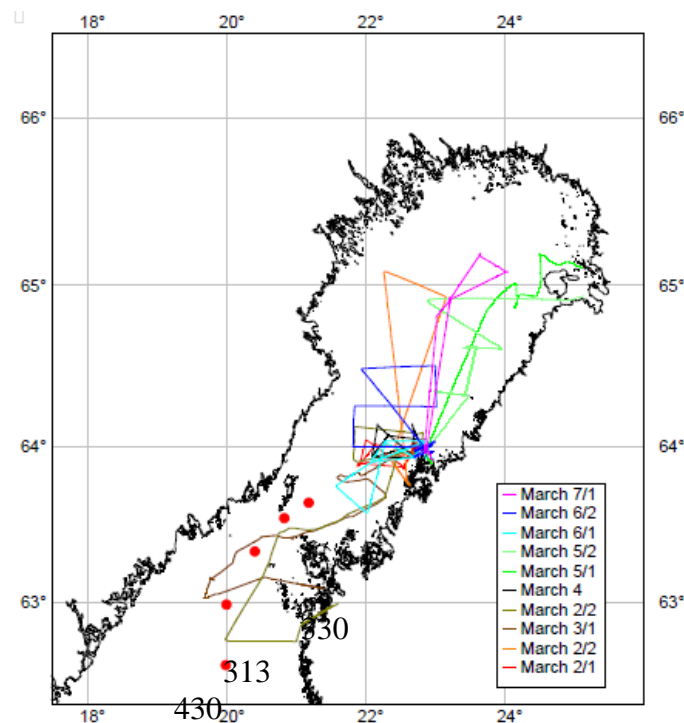 18° 20° 22° 24°
66° 66°
65° 65°
64° 64°
63° 63°
March 7/1
March 6/2
March 6/1
March 5/2
March 5/1
March 4
March 2/2
March 3/1
March 2/2
March 2/1
330
313
430
18° 20° 22° 24°